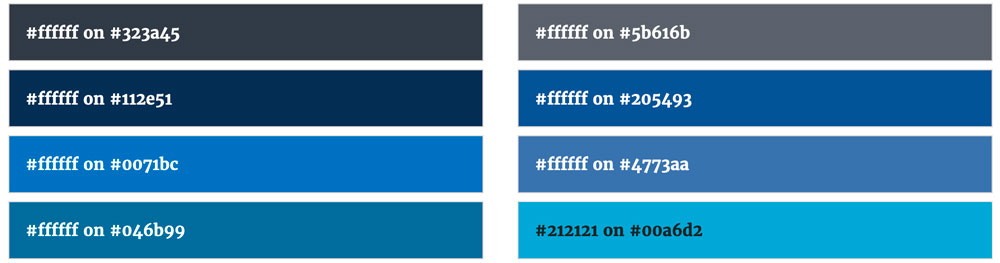 #ffffff on #323a45
#ffffff on #5b616b
#ffffff on #112e51
#ffffff on #205493
#ffffff on #0071bc
#ffffff on #4773aa
#ffffff on #046b99
#212121 on #00a6d2